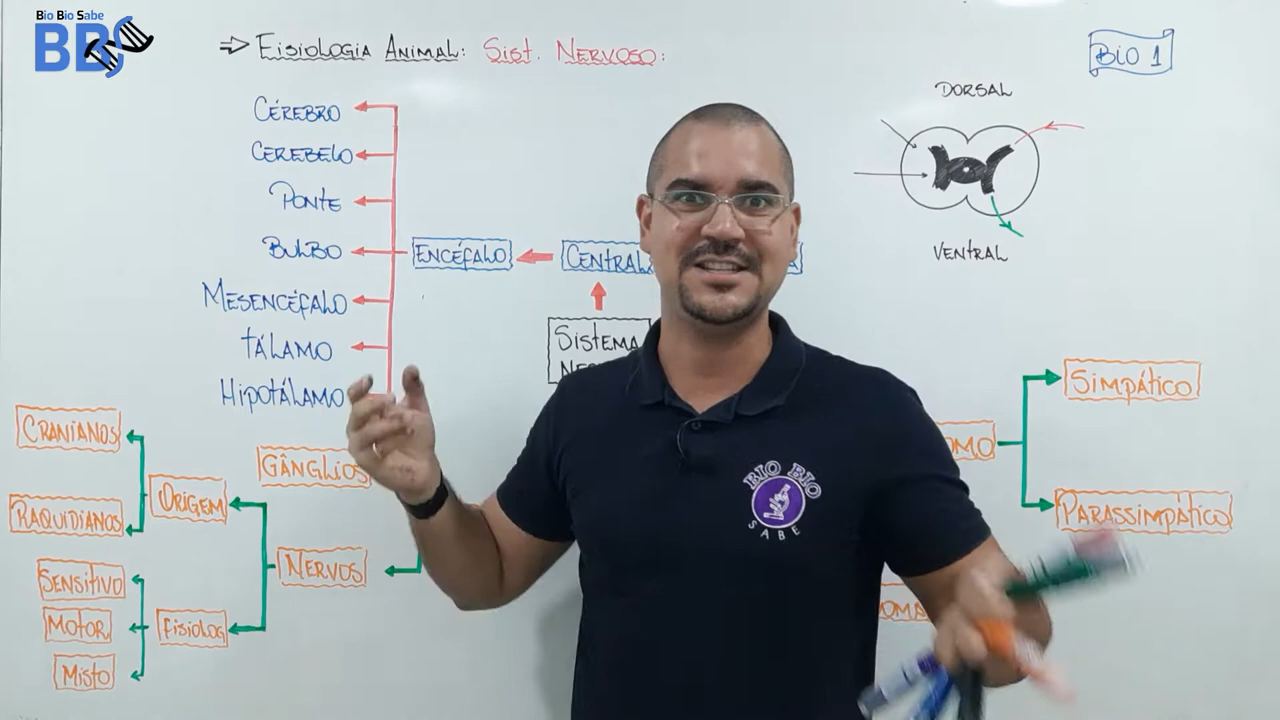 Bio Bio Sabe
BBS
⇒ Fisiologia Animal: Sist. Nervoso:
BIO 1
DORSAL
VENTRAL
CÉREBRO
CEREBELO
PONTE
BULBO
MESENCÉFALO
TÁLAMO
HIPOTÁLAMO
ENCÉFALO
CENTRAL
SISTEMA
SIMPÁTICO
PARASSIMPÁTICO
CRANIANOS
RAQUIDIANOS
ORIGEM
GÂNGLIOS
NERVOS
FISIOLOG
SENSITIVO
MOTOR
MISTO
BIO BIO
SABE